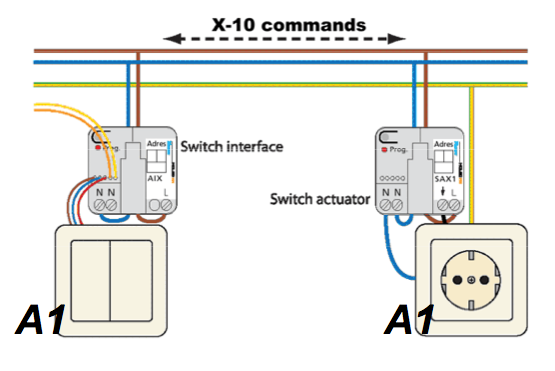 X-10 commands
Adres
Prog.
AIX
N N
L
Switch interface
Adres
Prog.
SAX1
N N
L
Switch actuator
A1
A1